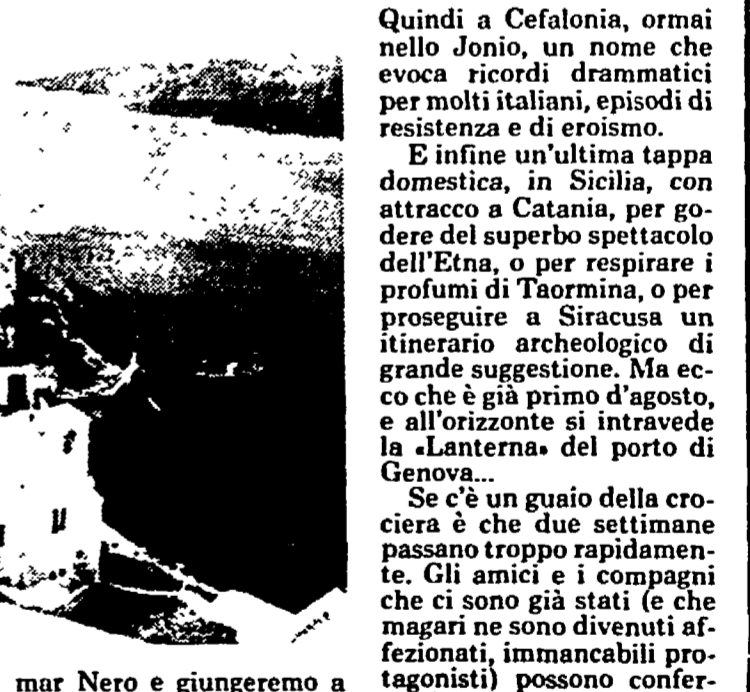 Quindi a Cefalonia, ormai
nello Jonio, un nome che
evoca ricordi drammatici
per molti italiani, episodi di
resistenza e di eroismo.
E infine un'ultima tappa
domestica, in Sicilia, con
attracco a Catania, per go-
dere del superbo spettacolo
dell'Etna, o per respirare i
profumi di Taormina, o per
proseguire a Siracusa un
itinerario archeologico di
grande suggestione. Ma ec-
co che è già primo d'agosto,
e all'orizzonte si intravede
la «Lanterna» del porto di
Genova...
Se c'è un guaio della cro-
ciera è che due settimane
passano troppo rapidamen-
te. Gli amici e i compagni
che ci sono già stati (e che
magari ne sono divenuti af-
fezionati, immancabili pro-
tagonisti) possono confer-
mar Nero e giungeremo a